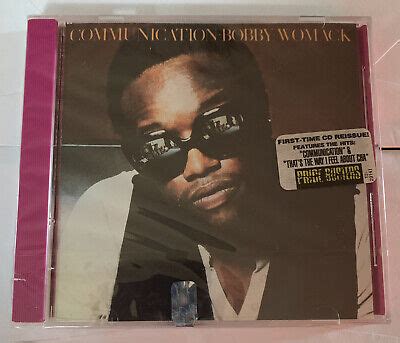 COMMUNICATION·BOBBY WOMACK
FIRST-TIME CD REISSUE!
FEATURES THE HITS:
"COMMUNICATION" &
"THAT'S THE WAY I FEEL ABOUT CHA"
PRICE BUSTERS